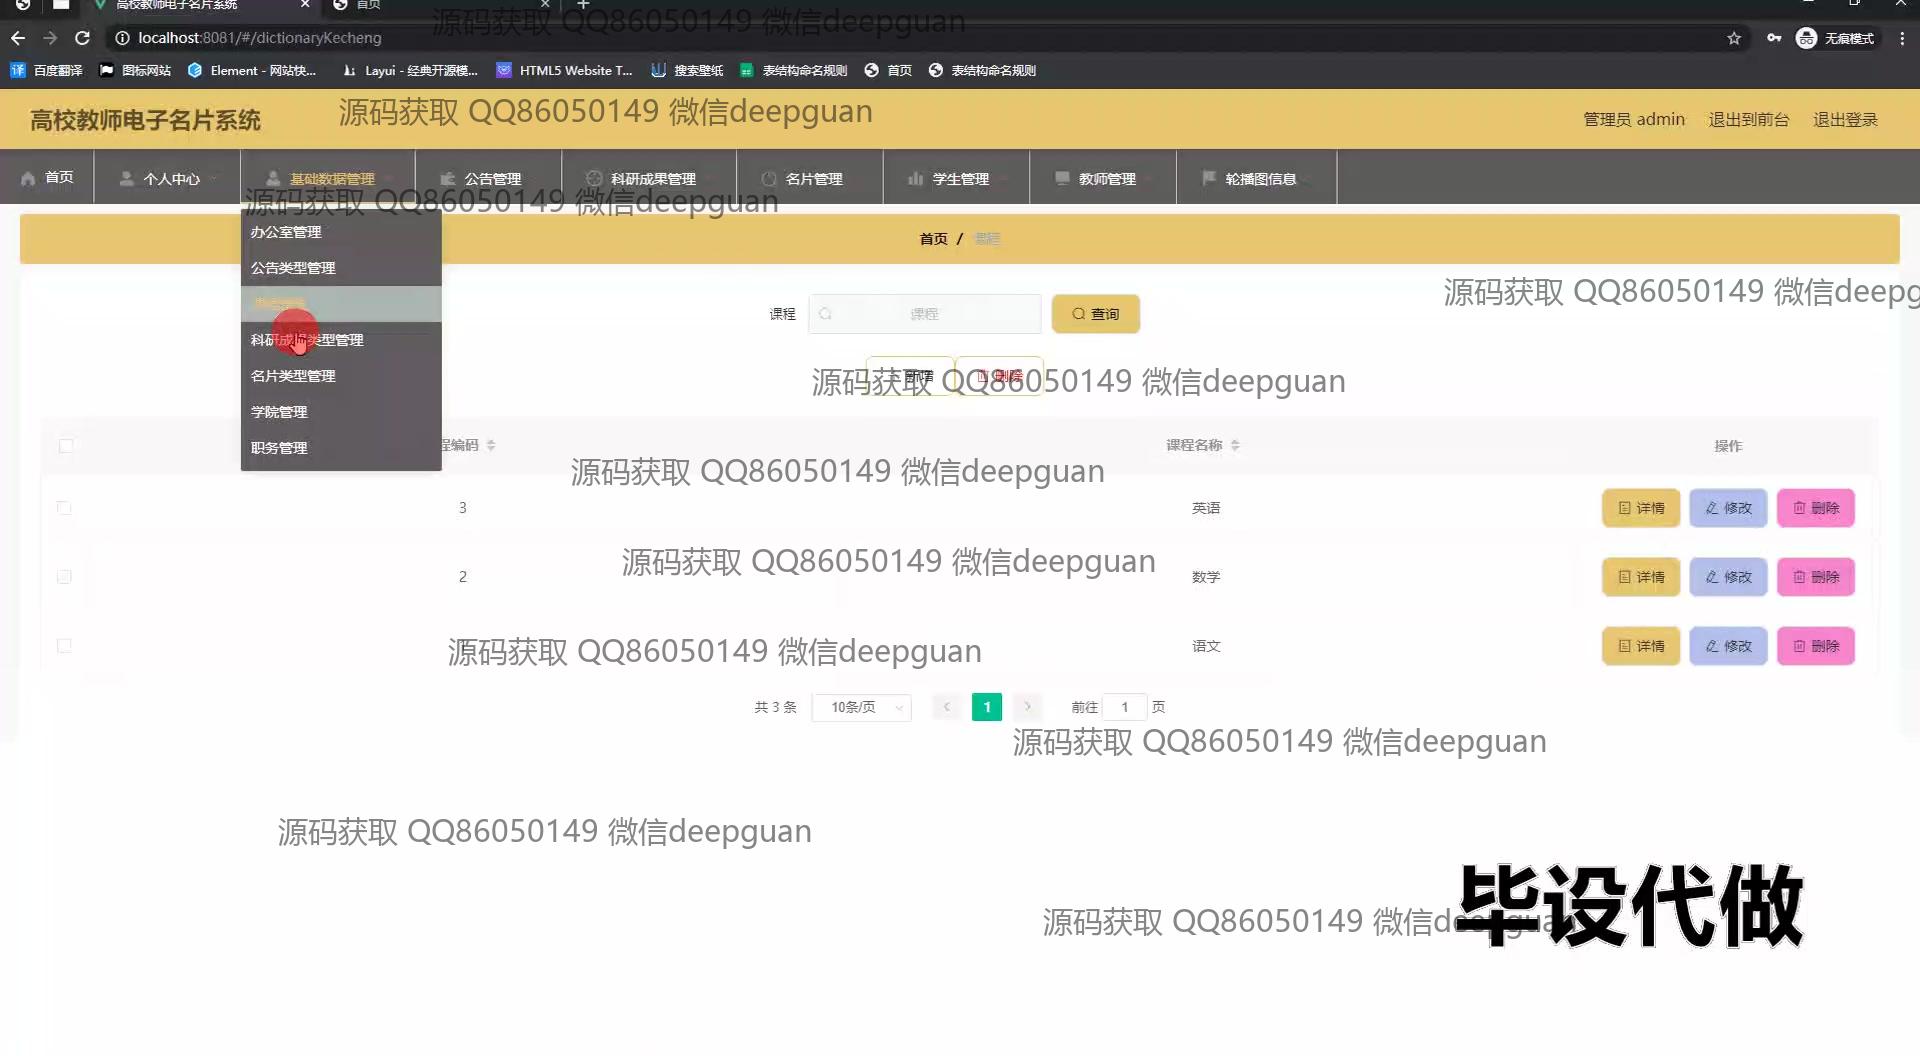 高校教师电子名片系统
首页
源码获取 QQ86050149 微信deepguan
localhost:8081/#/dictionaryKecheng
无痕模式
百度翻译
图标网站
Element - 网站快...
Layui - 经典开源模...
HTML5 Website T...
搜索壁纸
表结构命名规则
首页
表结构命名规则
高校教师电子名片系统
源码获取 QQ86050149 微信deepguan
管理员 admin
退出到前台
退出登录
首页
个人中心
基础数据管理
公告管理
科研成果管理
名片管理
学生管理
教师管理
轮播图信息
源码获取 QQ86050149 微信deepguan
办公室管理
公告类型管理
科研成果类型管理
名片类型管理
学院管理
职务管理
首页 / 课程
源码获取 QQ86050149 微信deepg
课程
课程
查询
新增
删除
源码获取 QQ86050149 微信deepguan
程编码
课程名称
操作
源码获取 QQ86050149 微信deepguan
3
英语
详情
修改
删除
源码获取 QQ86050149 微信deepguan
2
数学
详情
修改
删除
源码获取 QQ86050149 微信deepguan
语文
详情
修改
删除
共 3 条
10条/页
1
前往 1 页
源码获取 QQ86050149 微信deepguan
源码获取 QQ86050149 微信deepguan
源码获取 QQ86050149 微信deepguan
毕设代做